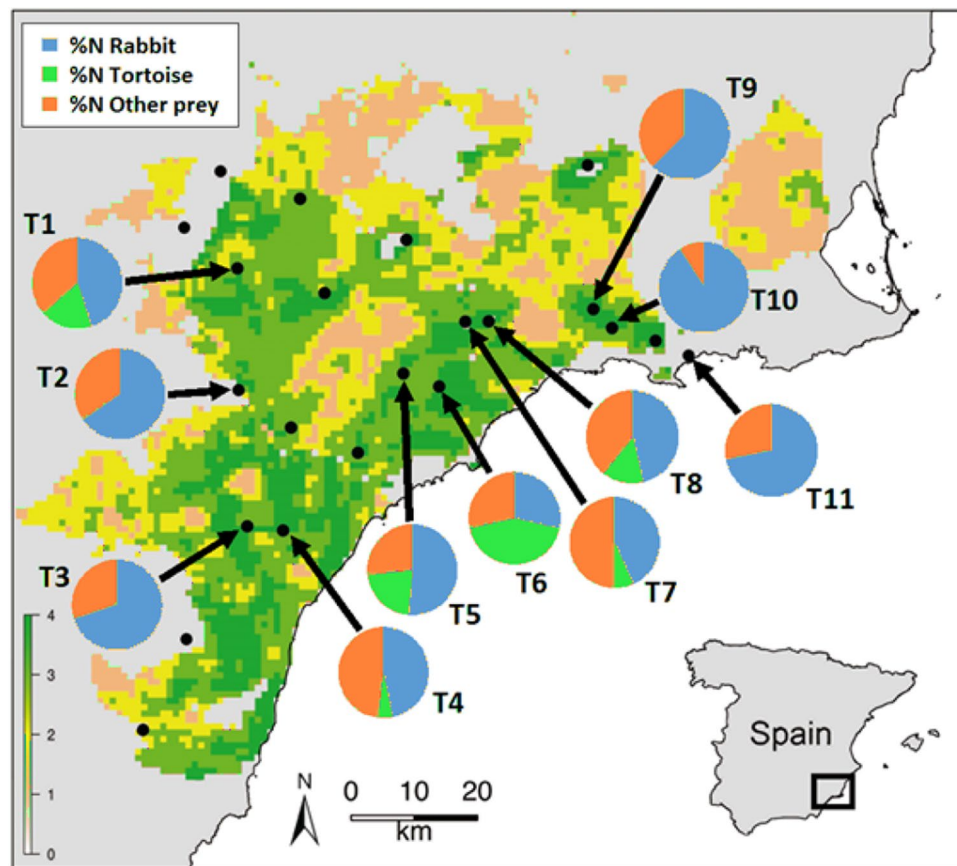 %N Rabbit
%N Tortoise
%N Other prey
T9
T1
T10
T2
T8
T11
T3
T5
T6
T7
T4
4
3
2
1
0
N
0 10 20
km
Spain